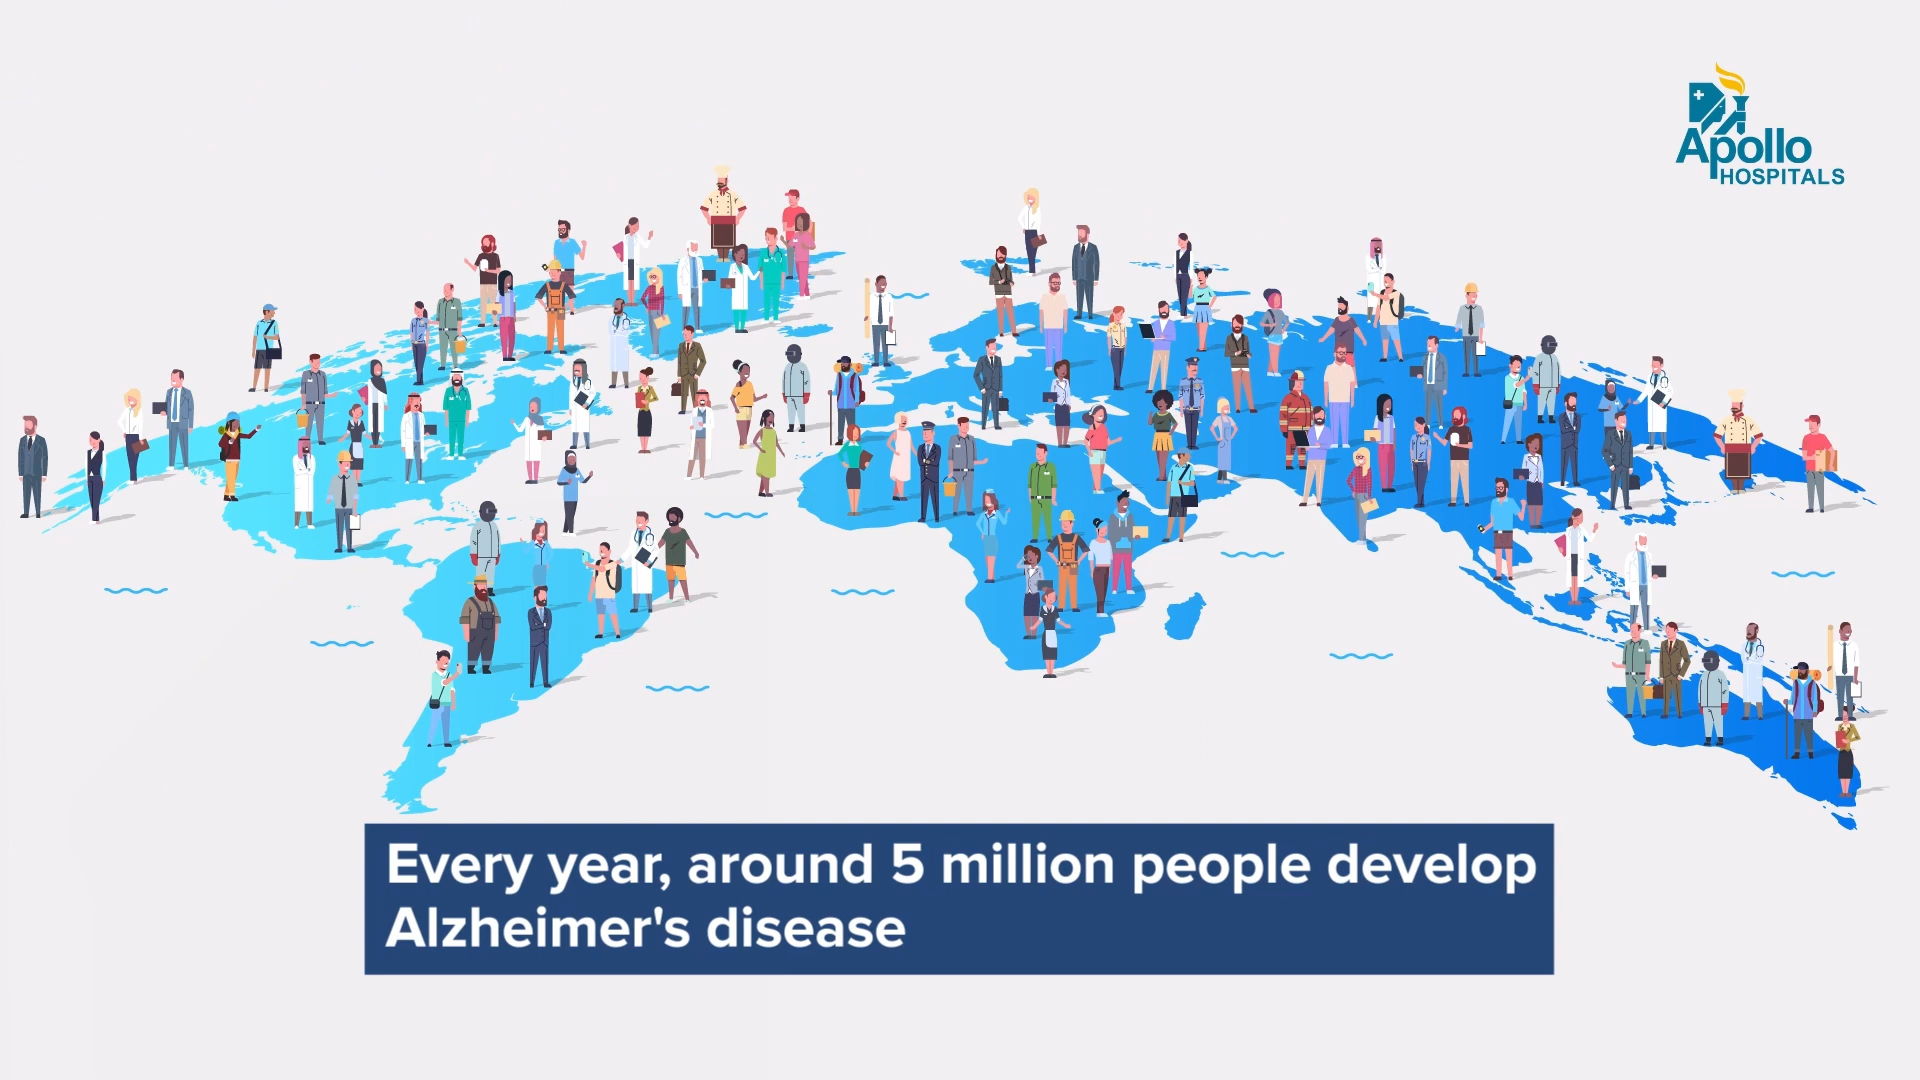 Apollo
HOSPITALS
Every year, around 5 million people develop
Alzheimer's disease